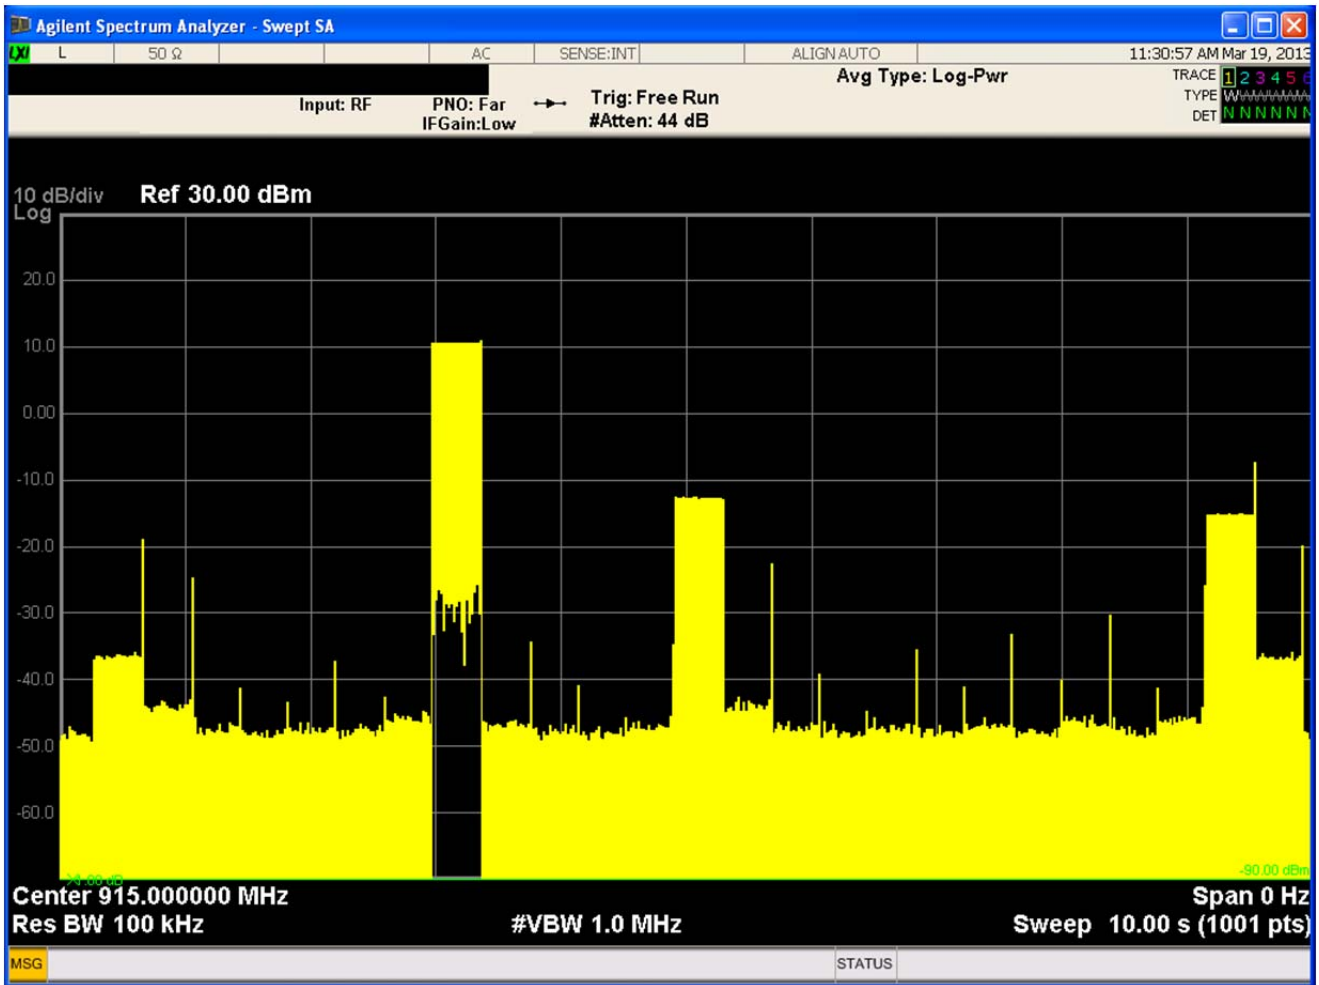 Agilent Spectrum Analyzer - Swept SA
LXI L 50 Ω AC SENSE:INT ALIGN AUTO 11:30:57 AM Mar 19, 2013
Avg Type: Log-Pwr TRACE 1 2 3 4 5 6
Input: RF PNO: Far Trig: Free Run TYPE
IFGain:Low #Atten: 44 dB DET N N N N N N
10 dB/div Ref 30.00 dBm
Log
20.0
10.0
0.00
-10.0
-20.0
-30.0
-40.0
-50.0
-60.0
-90.00 dBm
Center 915.000000 MHz Span 0 Hz
Res BW 100 kHz #VBW 1.0 MHz Sweep 10.00 s (1001 pts)
MSG STATUS